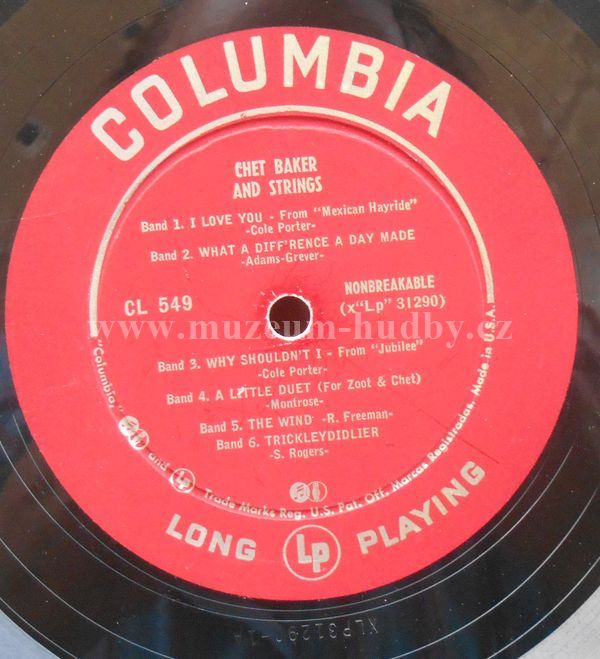 COLUMBIA
CHET BAKER
AND STRINGS
Band 1. I LOVE YOU - From "Mexican Hayride"
-Cole Porter-
Band 2. WHAT A DIFF'RENCE A DAY MADE
-Adams-Grever-
CL 549
NONBREAKABLE
(x"Lp" 31290)
www.muzeum-hudby.cz
Band 3. WHY SHOULDN'T I - From "Jubilee"
-Cole Porter-
Band 4. A LITTLE DUET (For Zoot & Chet)
-Montrose-
Band 5. THE WIND -R. Freeman-
Band 6. TRICKLEYDIDLIER
-S. Rogers-
"Columbia," and Lp Trade Marks Reg. U.S. Pat. Off. Marcas Registradas. Made in U.S.A.
LONG Lp PLAYING